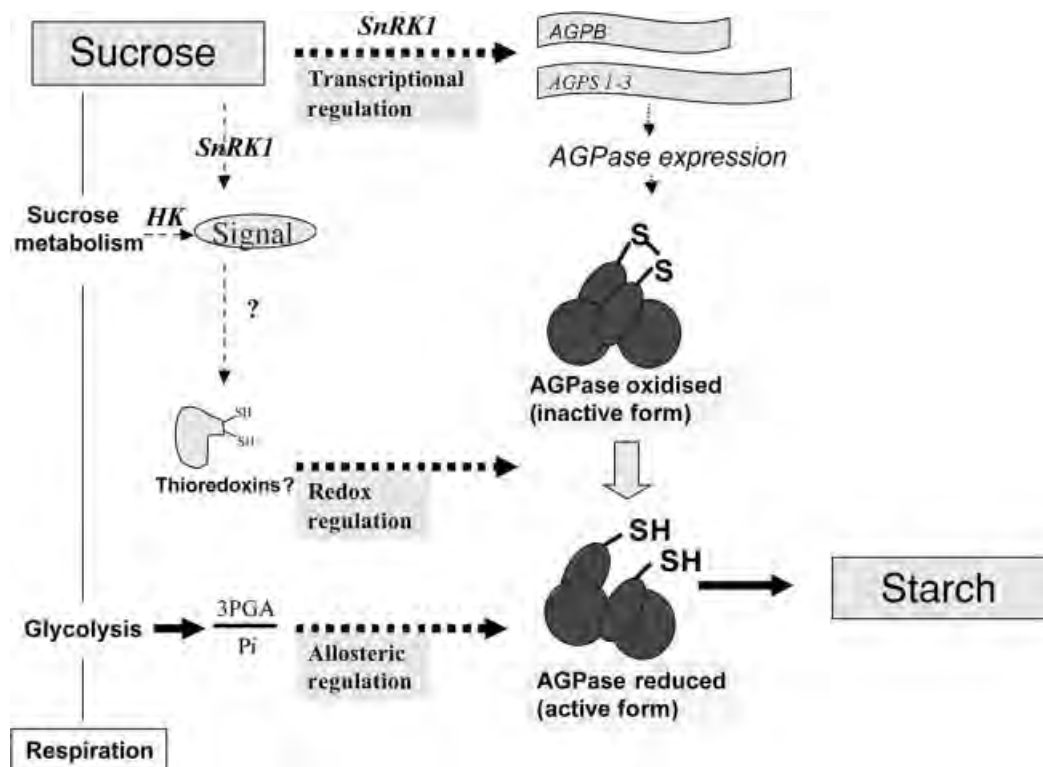 Sucrose
SnRK1
Transcriptional
regulation
AGPB
AGPS 1-3
AGPase expression
SnRK1
Sucrose
metabolism
HK
Signal
?
S
S
AGPase oxidised
(inactive form)
SH
SH
Thioredoxins?
Redox
regulation
SH
SH
Starch
Glycolysis
3PGA
Pi
Allosteric
regulation
AGPase reduced
(active form)
Respiration